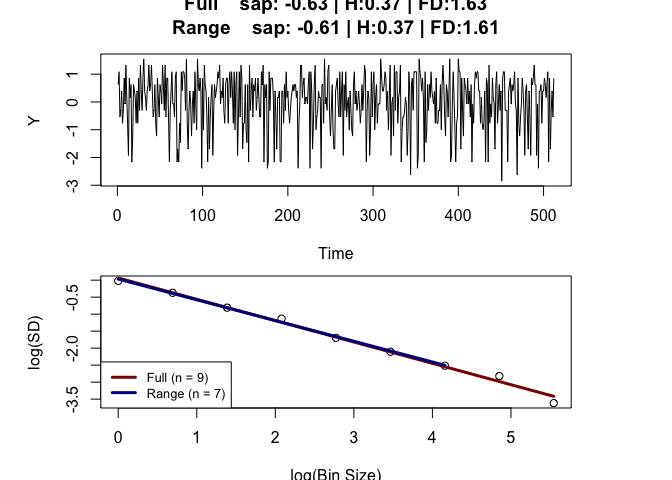 Full sap: -0.63 | H:0.37 | FD:1.63
Range sap: -0.61 | H:0.37 | FD:1.61
1
0
-1
-2
-3
Y
0 100 200 300 400 500
Time
-0.5
-2.0
-3.5
log(SD)
Full (n = 9)
Range (n = 7)
0 1 2 3 4 5
log(Bin Size)